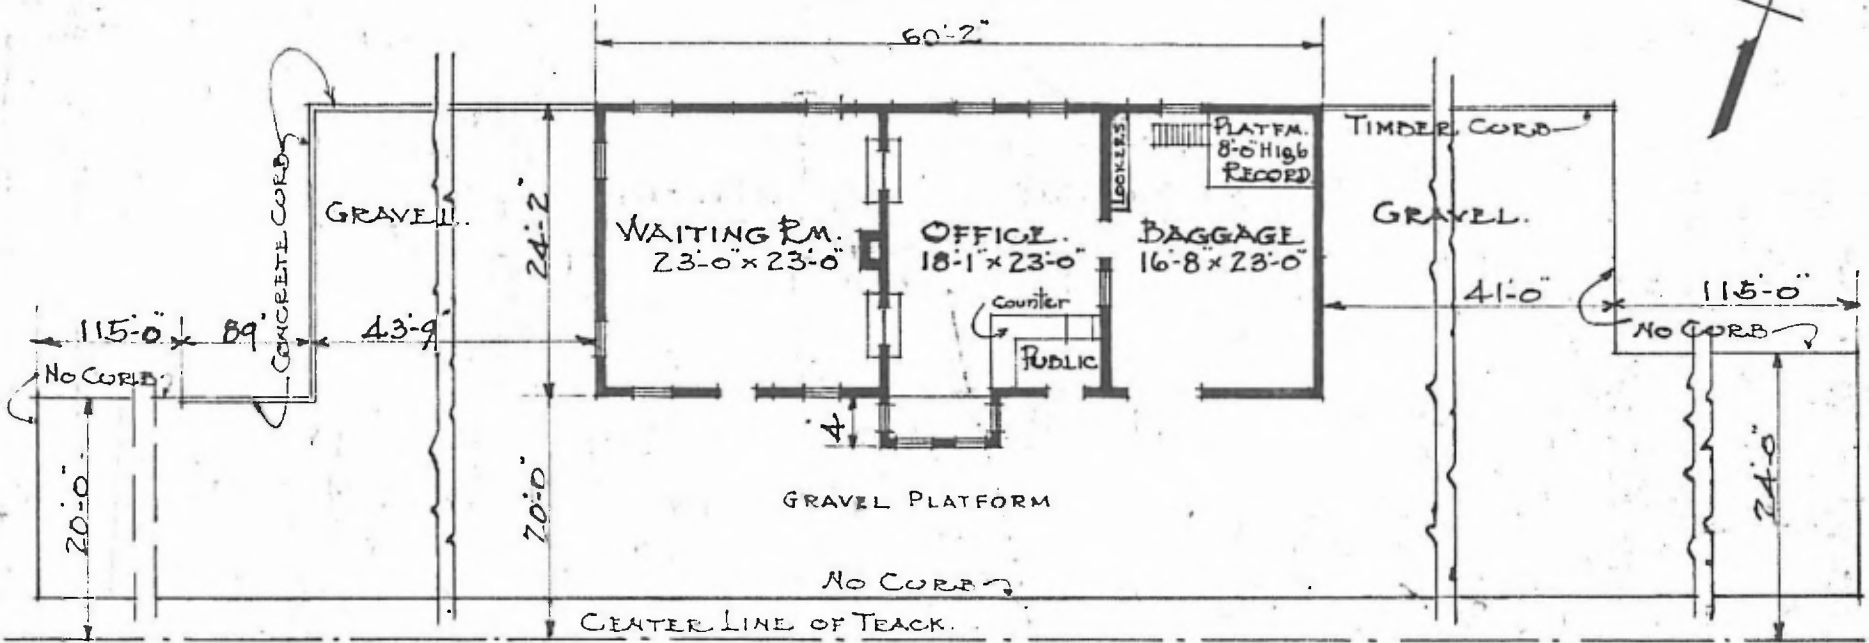 60'-2"
TIMBER CURB
PLATFM.
8'-0" High
RECORD
LOCKERS
CONCRETE CURB
GRAVEL.
24'-2"
WAITING RM.
23'-0" x 23'-0"
OFFICE.
18'-1" x 23'-0"
BAGGAGE
16'-8" x 23'-0"
GRAVEL.
115'-0"
89'
43'-9"
Counter
41'-0"
115'-0"
NO CURB
PUBLIC
NO CURB
4'
20'-0"
20'-0"
GRAVEL PLATFORM
24'-0"
NO CURB
CENTER LINE OF TRACK.